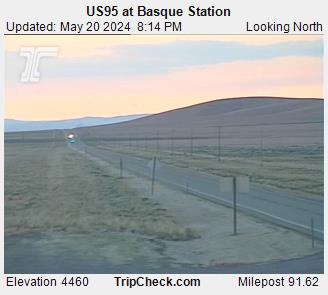 US95 at Basque Station
Updated: May 20 2024 8:14 PM Looking North
Elevation 4460 TripCheck.com Milepost 91.62